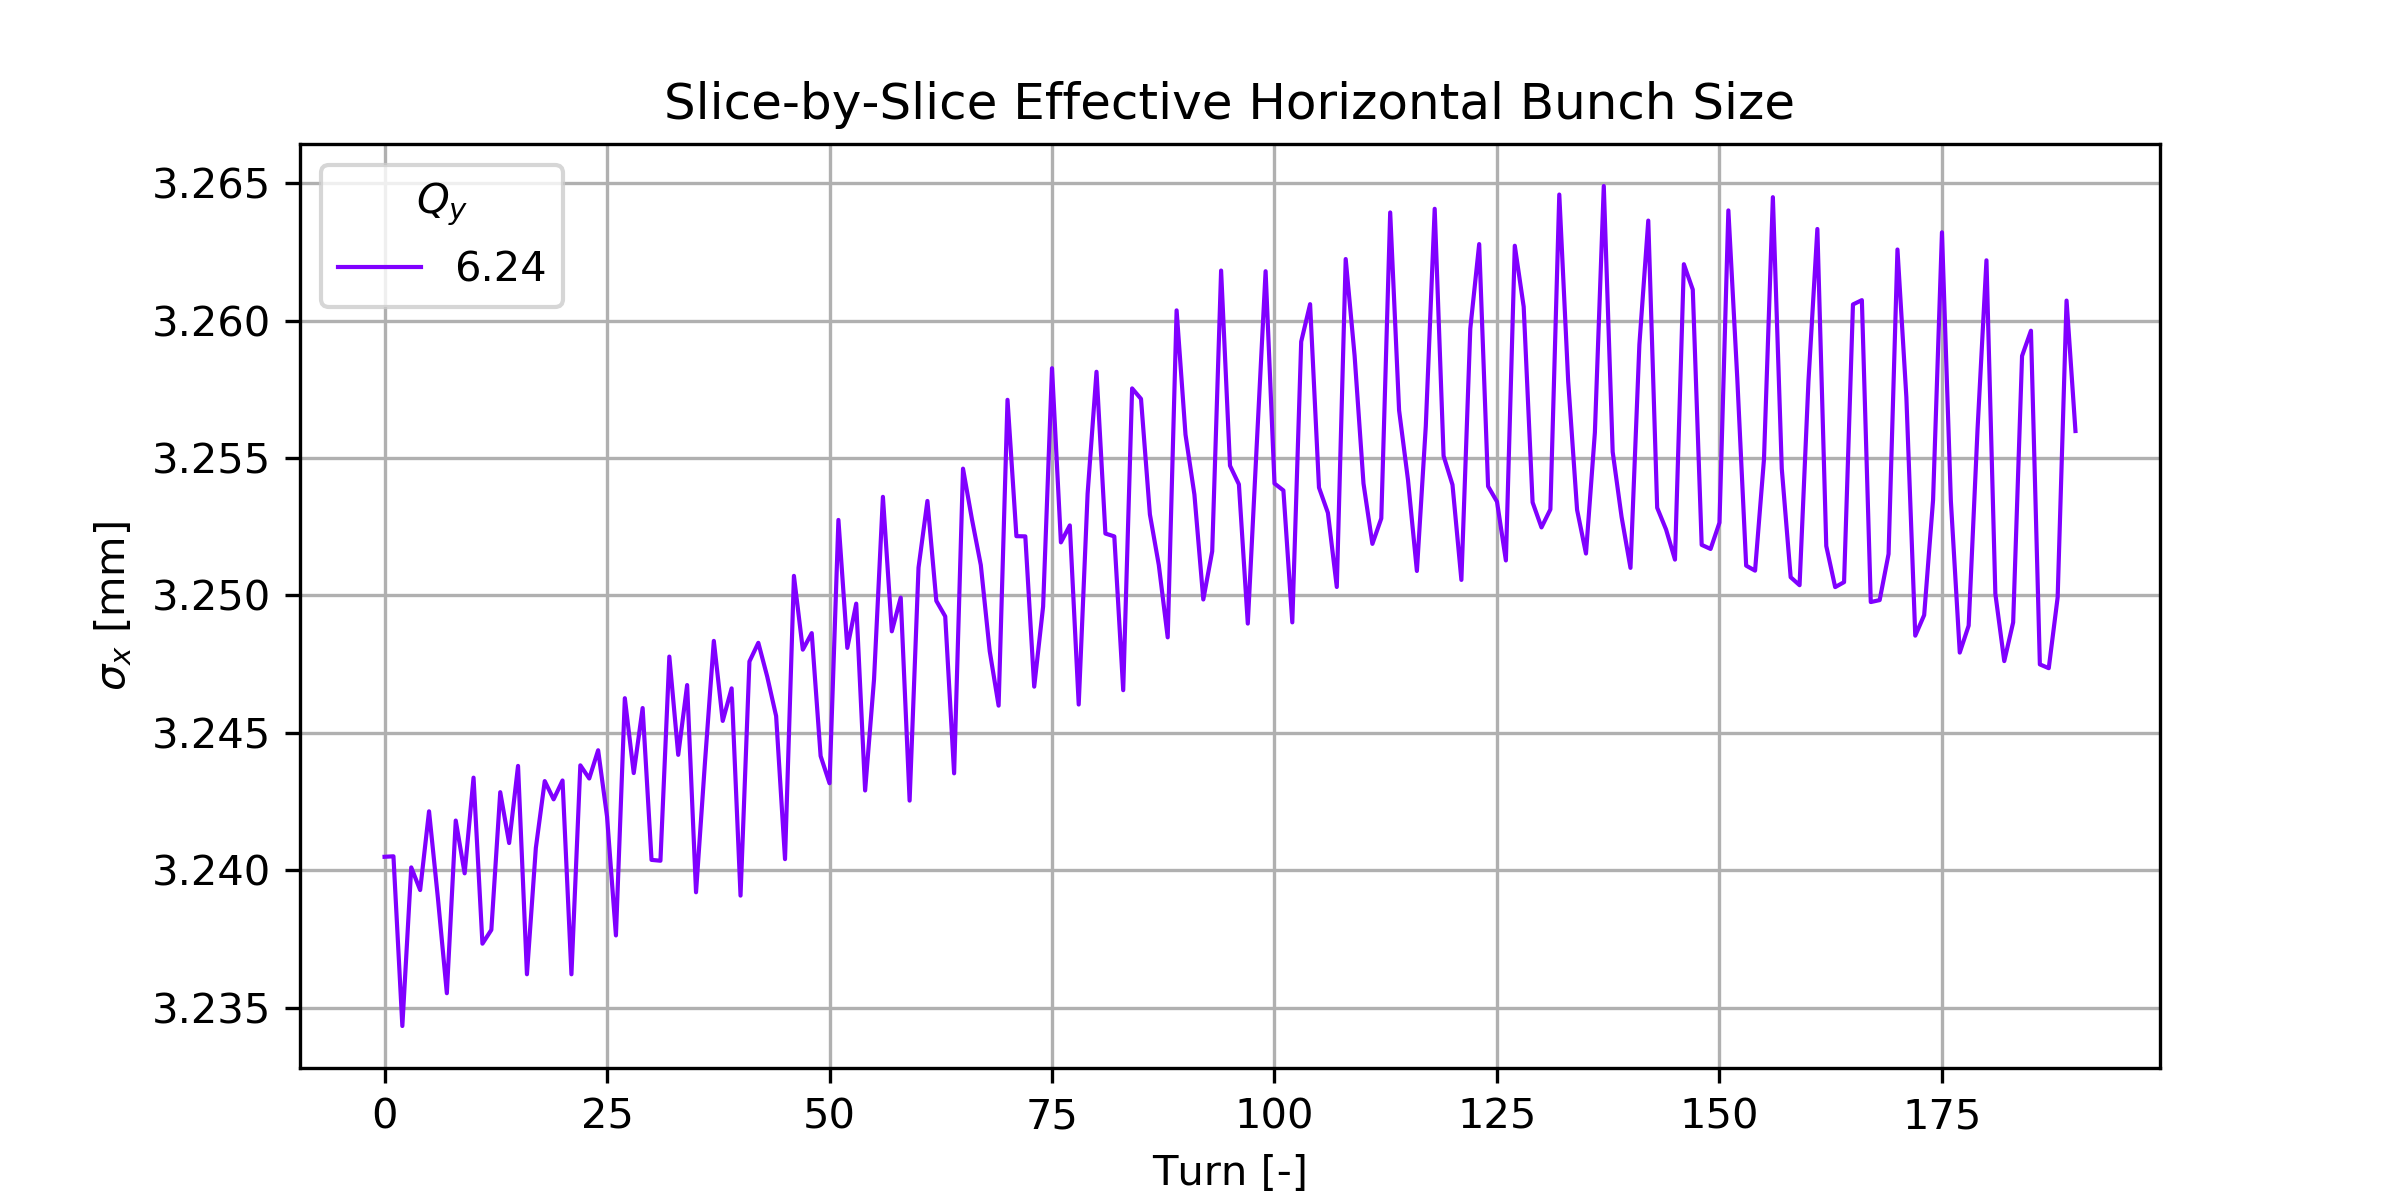 Slice-by-Slice Effective Horizontal Bunch Size
3.265
3.260
3.255
3.250
3.245
3.240
3.235
σx [mm]
Qy
6.24
0 25 50 75 100 125 150 175
Turn [-]